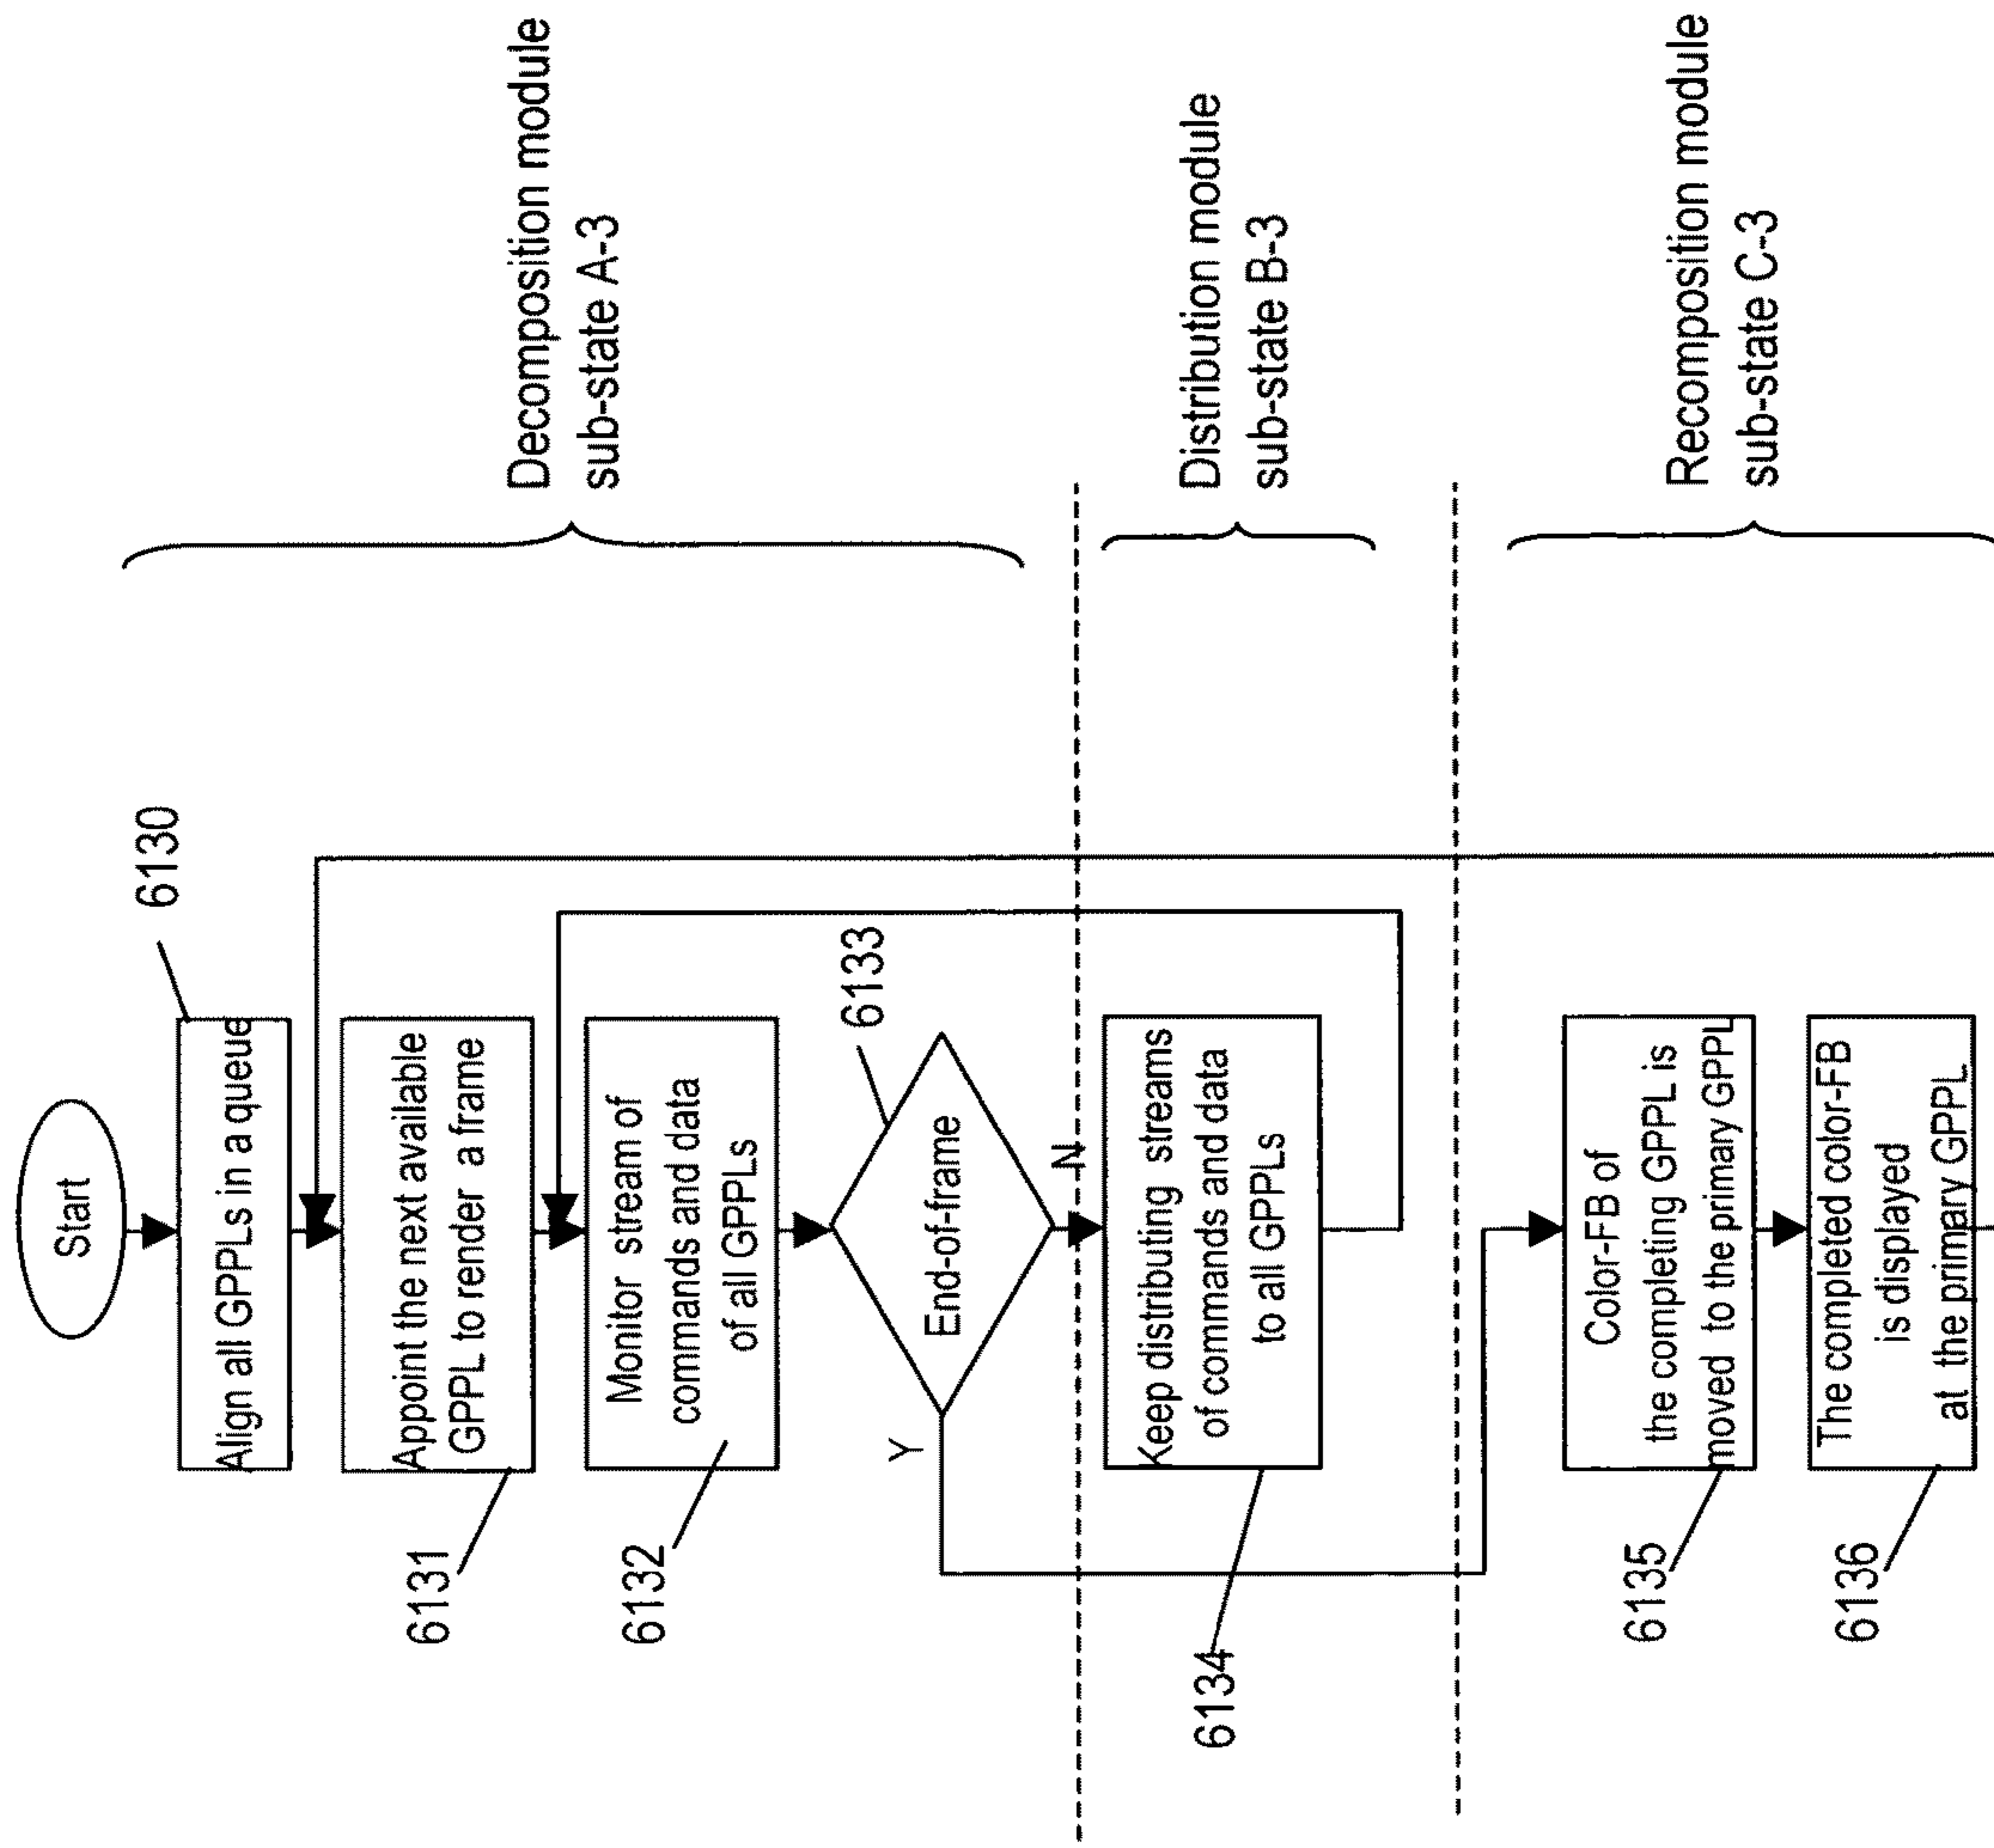 Start
6130
Align all GPPLs in a queue
Appoint the next available
GPPL to render a frame
6131
Monitor stream of
commands and data
of all GPPLs
6132
6133
End-of-frame
Y
N
Decomposition module
sub-state A-3
Keep distributing streams
of commands and data
to all GPPLs
6134
Distribution module
sub-state B-3
Color-FB of
the completing GPPL is
moved to the primary GPPL
6135
The completed color-FB
is displayed
at the primary GPPL
6136
Recomposition module
sub-state C-3